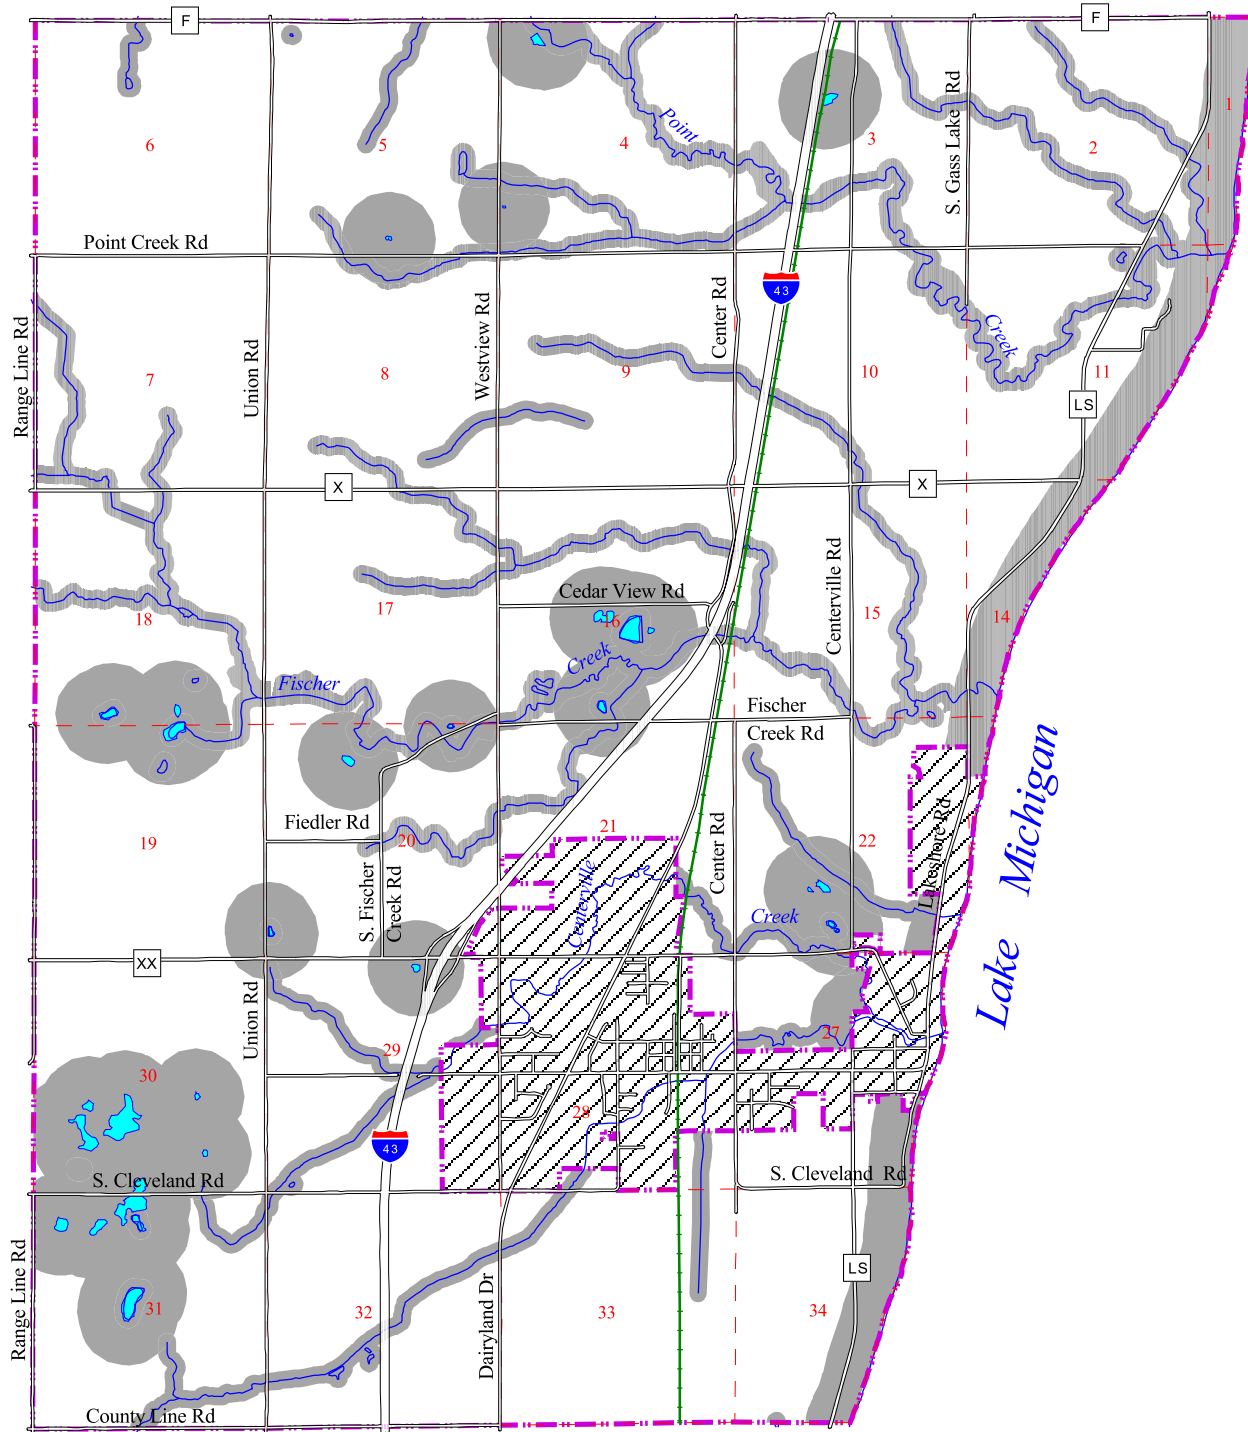 F
F
1
6
5
4
3
2
Point
S. Gass Lake Rd
Point Creek Rd
43
Center Rd
Westview Rd
Union Rd
Range Line Rd
Creek
7
8
9
10
11
LS
X
X
Cedar View Rd
Centerville Rd
18
17
16
15
14
Fischer
Creek
Fischer
Creek Rd
Lake Michigan
Fiedler Rd
19
20
21
22
S. Fischer
Creek Rd
Centerville
Center Rd
Creek
Lakeshore Rd
XX
Union Rd
30
29
28
27
43
S. Cleveland Rd
S. Cleveland Rd
Range Line Rd
LS
Dairyland Dr
31
32
33
34
County Line Rd